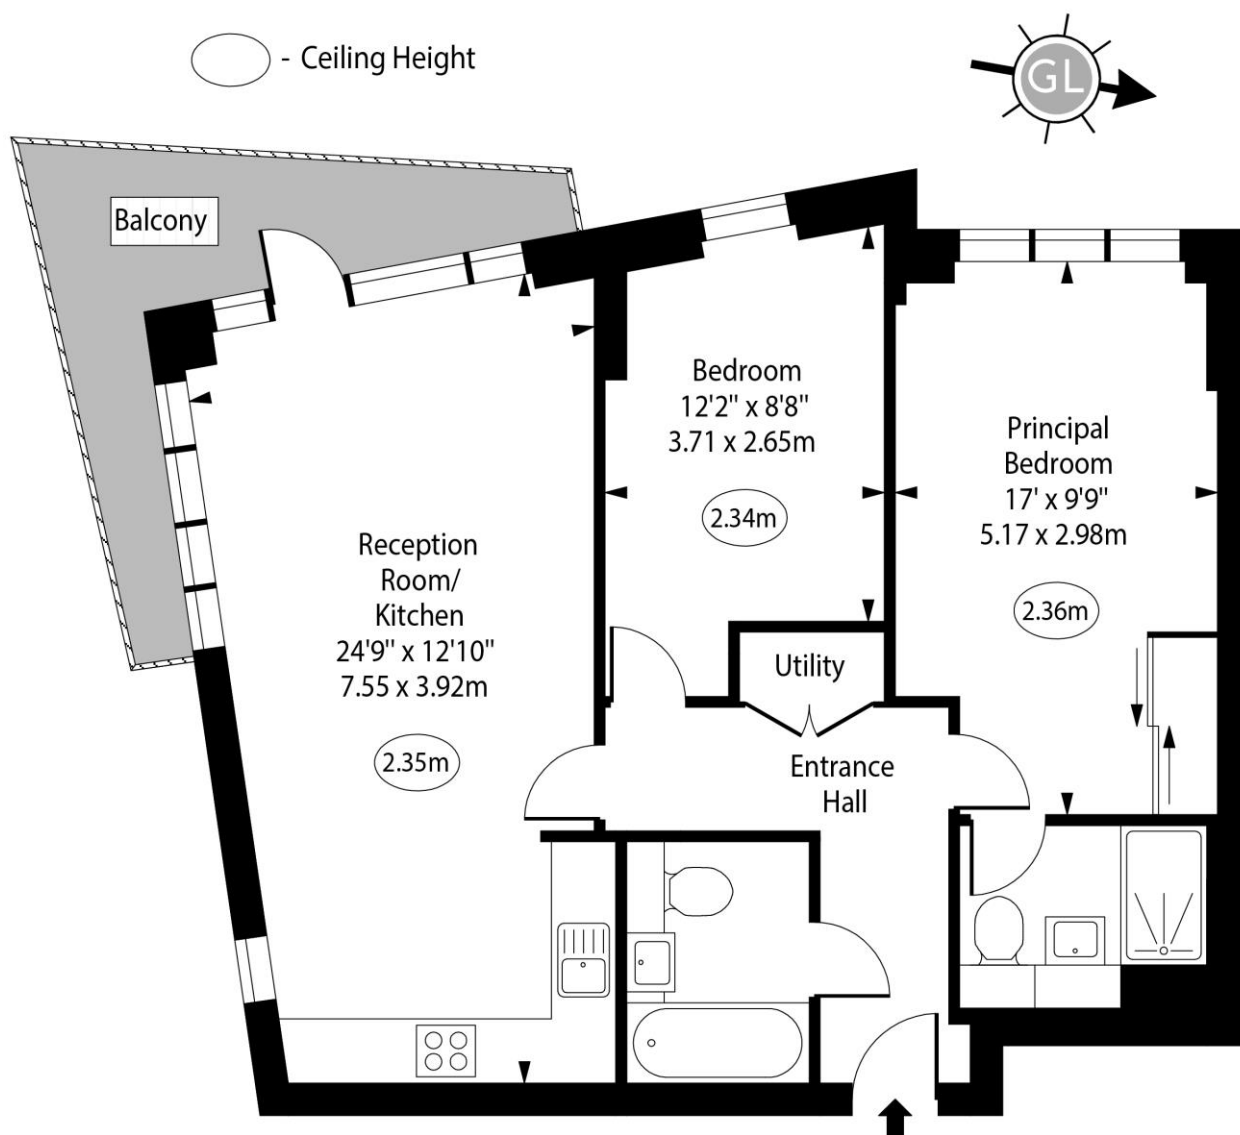 - Ceiling Height
GL
Balcony
Bedroom
12'2" x 8'8"
3.71 x 2.65m
2.34m
Principal
Bedroom
17' x 9'9"
5.17 x 2.98m
2.36m
Reception
Room/
Kitchen
24'9" x 12'10"
7.55 x 3.92m
2.35m
Utility
Entrance
Hall